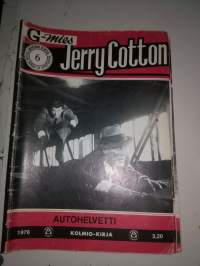 G-mies
6
Jerry Cotton
AUTOHELVETTI
1978 KOLMIO-KIRJA 3,20